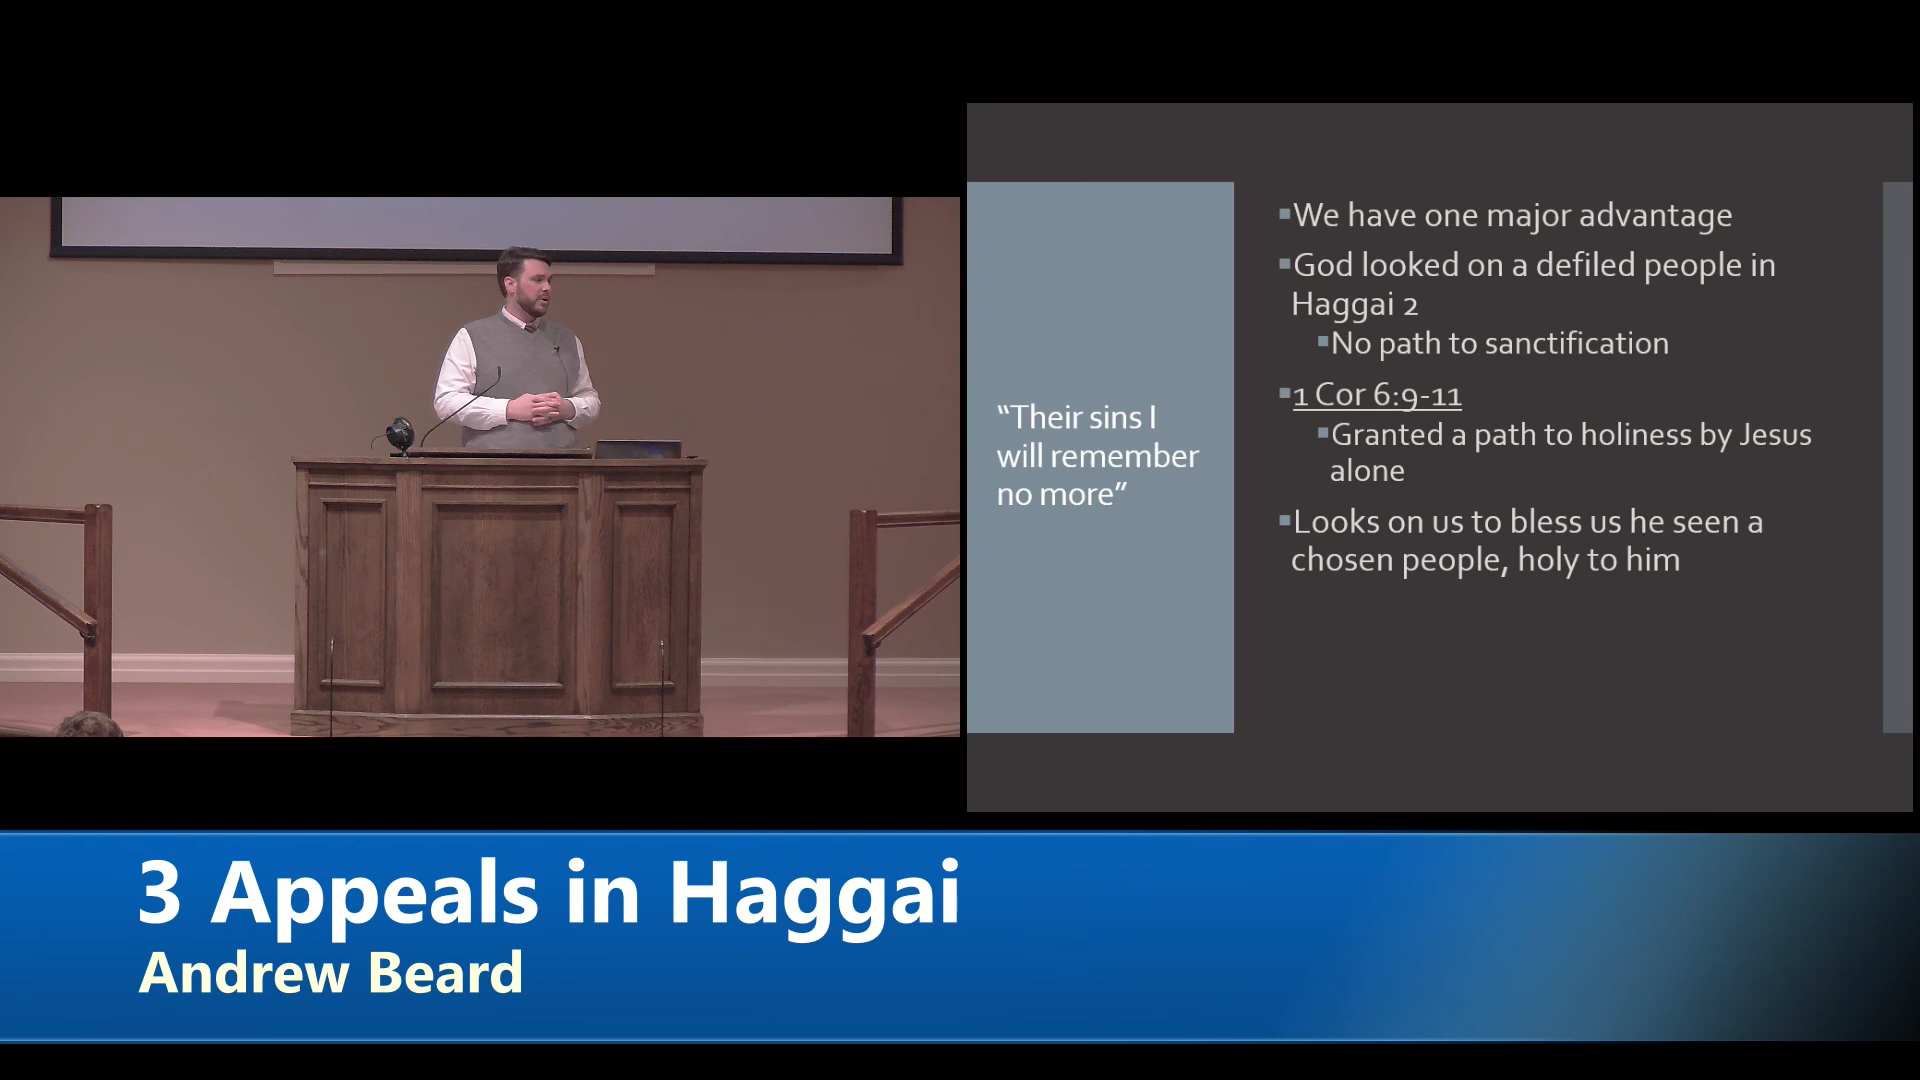 "Their sins I
will remember
no more"
▪We have one major advantage
▪God looked on a defiled people in
Haggai 2
▪No path to sanctification
▪1 Cor 6:9-11
▪Granted a path to holiness by Jesus
alone
▪Looks on us to bless us he seen a
chosen people, holy to him
3 Appeals in Haggai
Andrew Beard